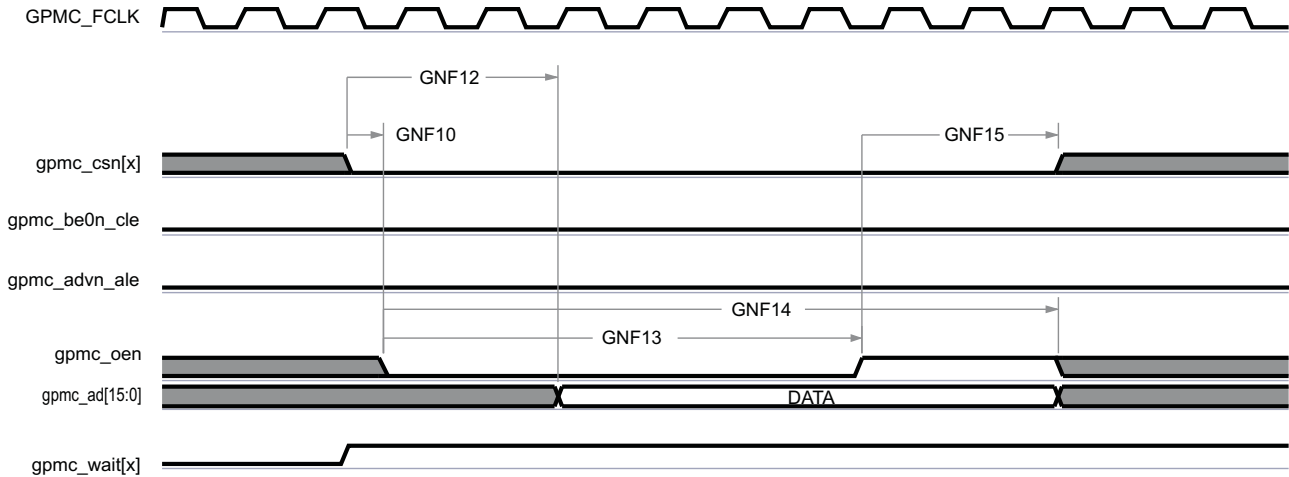 GPMC_FCLK
GNF12
GNF10
GNF15
gpmc_csn[x]
gpmc_be0n_cle
gpmc_advn_ale
GNF14
GNF13
gpmc_oen
gpmc_ad[15:0]
DATA
gpmc_wait[x]